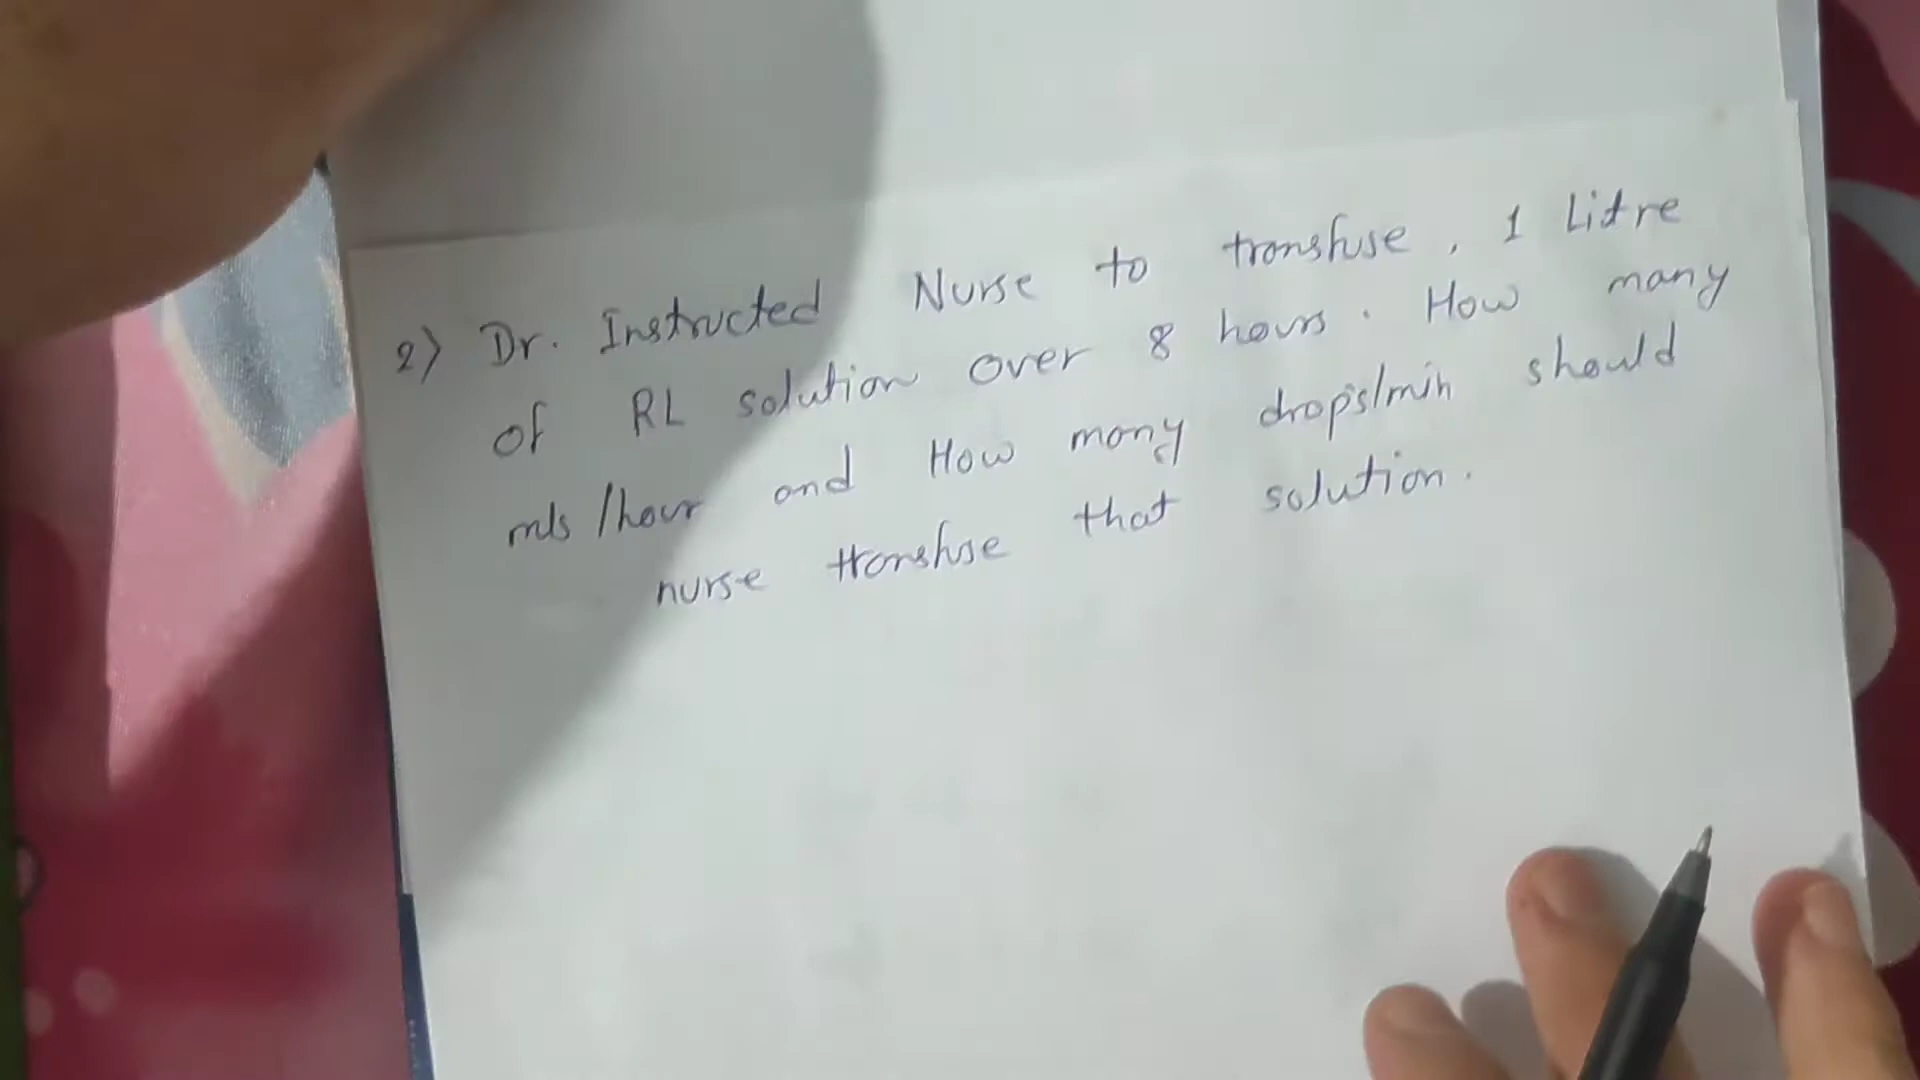 2) Dr. Instructed Nurse to transfuse, 1 Litre
of RL solution over 8 hours. How many
mls/hour and How many drops/min should
nurse transfuse that solution.